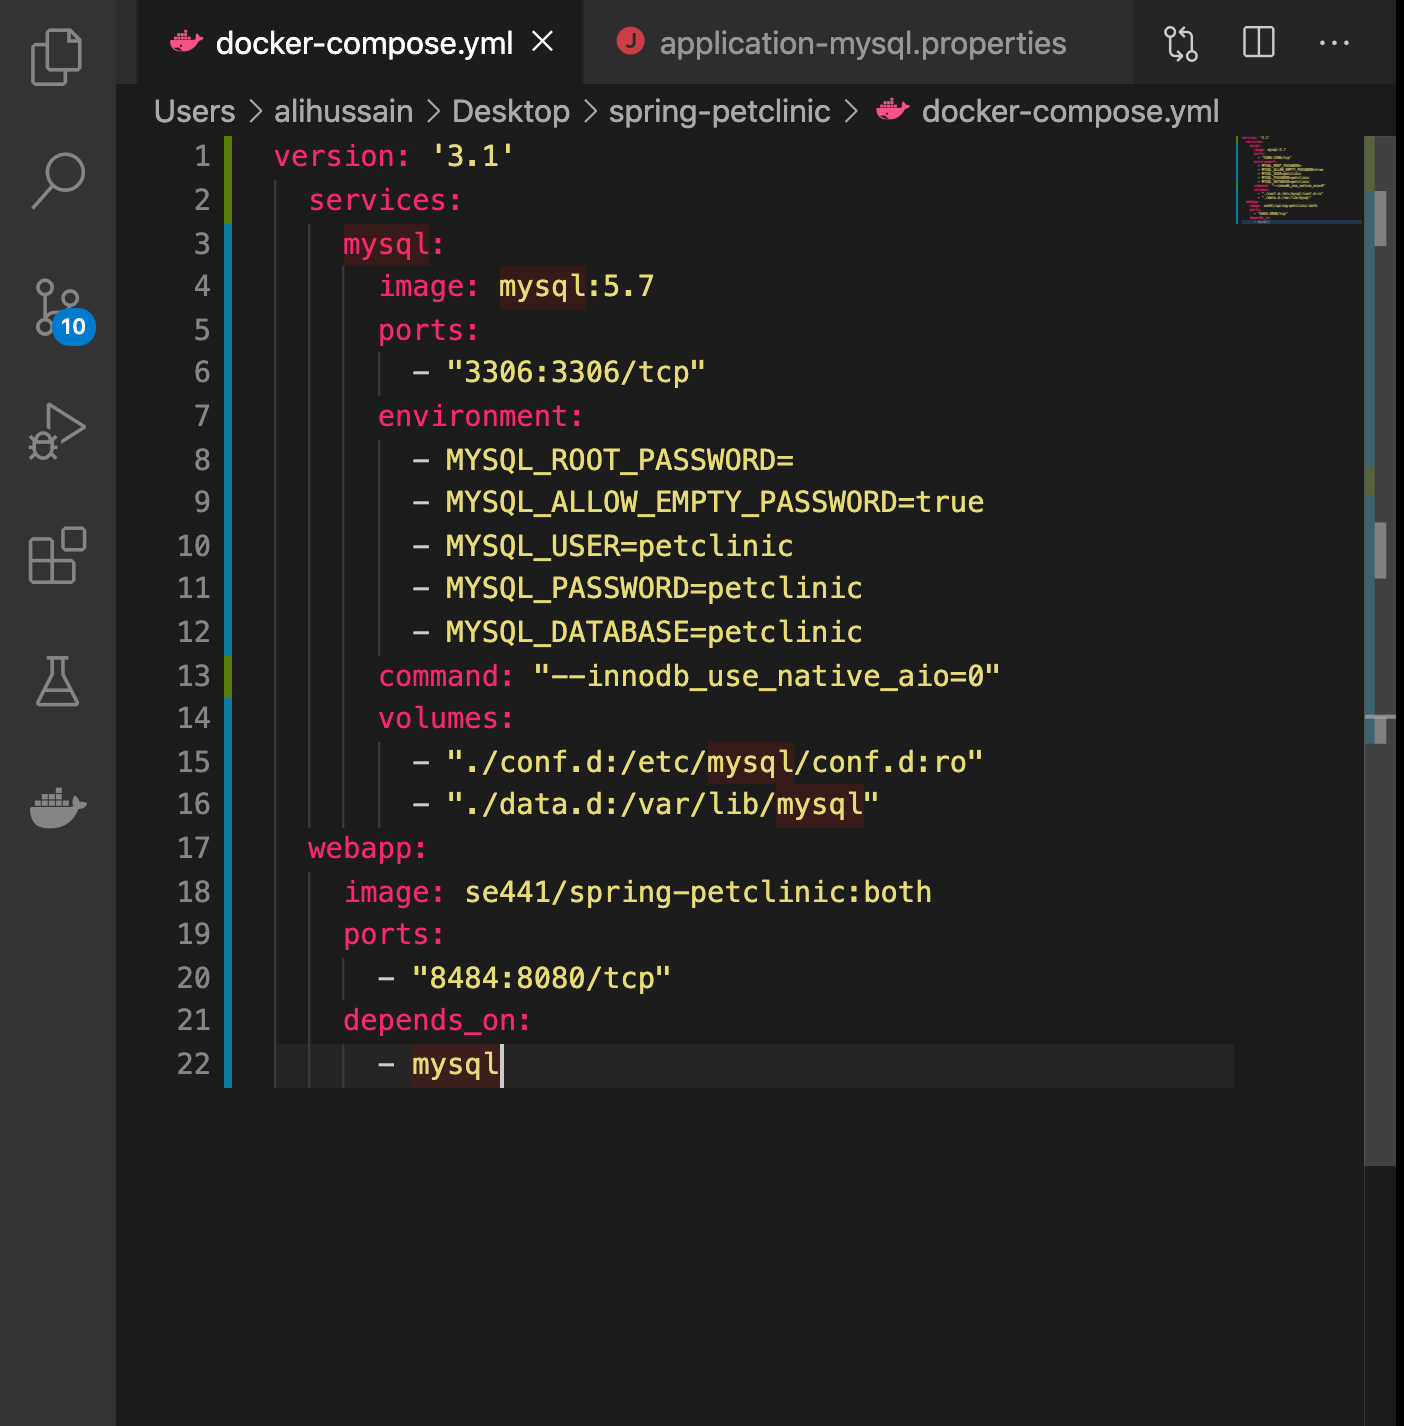 docker-compose.yml
J application-mysql.properties
Users > alihussain > Desktop > spring-petclinic > docker-compose.yml
1 version: '3.1'
2 services:
3 mysql:
4 image: mysql:5.7
5 ports:
6 - "3306:3306/tcp"
7 environment:
8 - MYSQL_ROOT_PASSWORD=
9 - MYSQL_ALLOW_EMPTY_PASSWORD=true
10 - MYSQL_USER=petclinic
11 - MYSQL_PASSWORD=petclinic
12 - MYSQL_DATABASE=petclinic
13 command: "--innodb_use_native_aio=0"
14 volumes:
15 - "./conf.d:/etc/mysql/conf.d:ro"
16 - "./data.d:/var/lib/mysql"
17 webapp:
18 image: se441/spring-petclinic:both
19 ports:
20 - "8484:8080/tcp"
21 depends_on:
22 - mysql
10